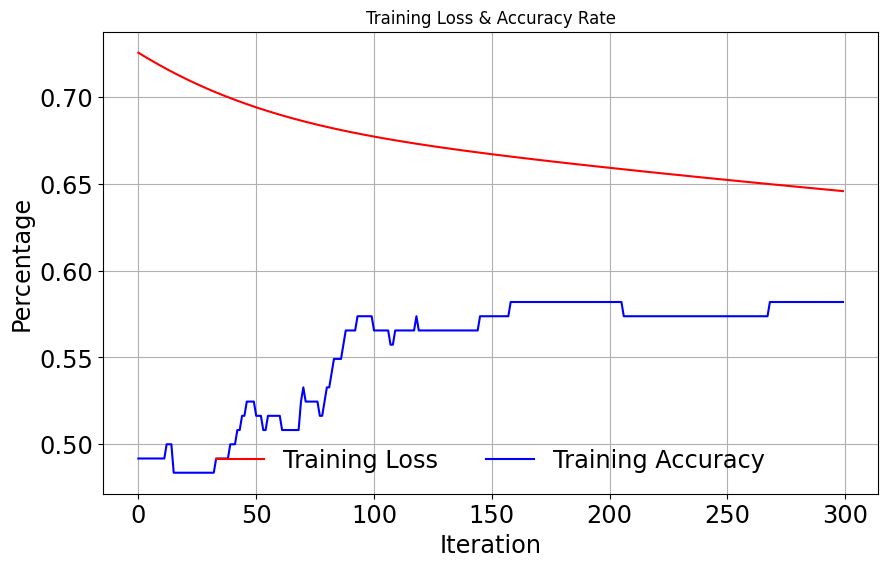 Training Loss & Accuracy Rate
Percentage
0.70
0.65
0.60
0.55
0.50
Training Loss
Training Accuracy
0 50 100 150 200 250 300
Iteration